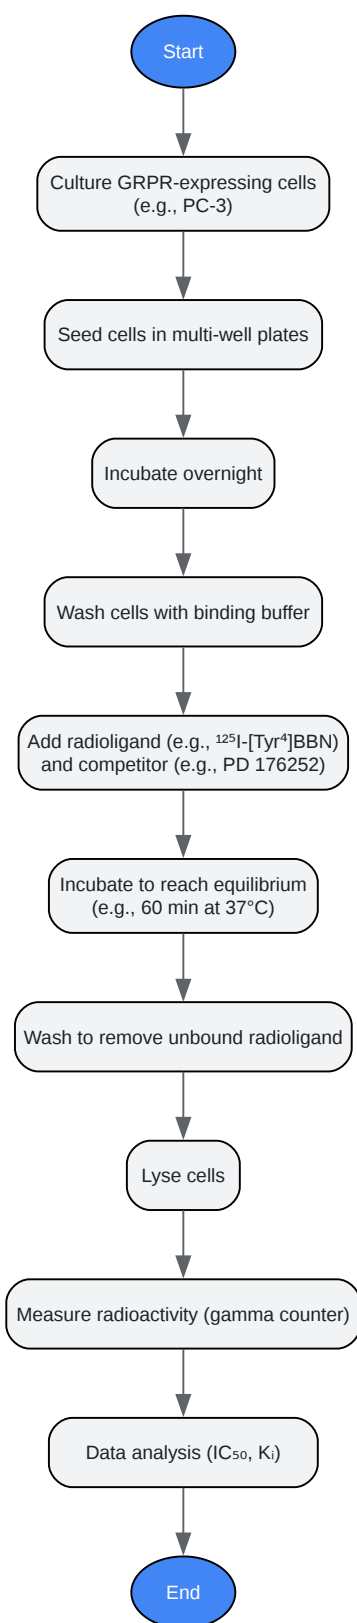 Start
Culture GRPR-expressing cells
(e.g., PC-3)
Seed cells in multi-well plates
Incubate overnight
Wash cells with binding buffer
Add radioligand (e.g., ¹²⁵I-[Tyr⁴]BBN)
and competitor (e.g., PD 176252)
Incubate to reach equilibrium
(e.g., 60 min at 37°C)
Wash to remove unbound radioligand
Lyse cells
Measure radioactivity (gamma counter)
Data analysis (IC₅₀, Kᵢ)
End